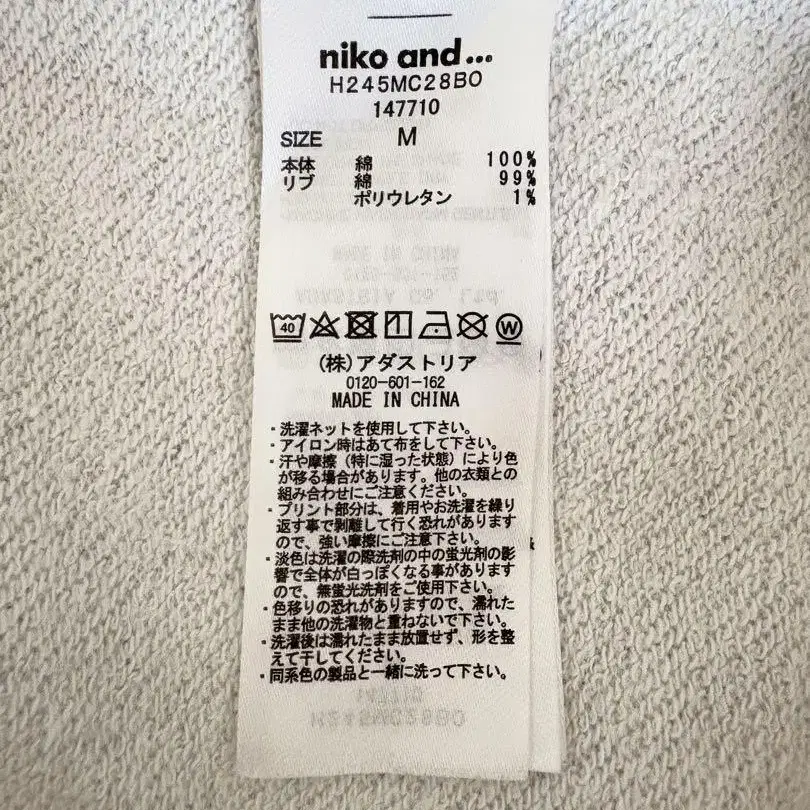 niko and...
H245MC28BO
147710
SIZE M
本体 綿 100%
リブ 綿 99%
ポリウレタン 1%
40 W
(株)アダストリア
0120-601-162
MADE IN CHINA
・洗濯ネットを使用して下さい。
・アイロン時はあて布をして下さい。
・汗や摩擦(特に湿った状態)により色
が移る場合があります。他の衣類との
組み合わせにご注意ください。
・プリント部分は、着用やお洗濯を繰り
返す事で剥離して行く恐れがあります
ので、強い摩擦にご注意下さい。
・淡色は洗濯の際洗剤の中の蛍光剤の影
響で全体が白っぽくなる事があります
ので、無蛍光洗剤をご使用下さい。
・色移りの恐れがありますので、濡れた
まま他の洗濯物と重ねないで下さい。
・洗濯後は濡れたまま放置せず、形を整
えて干してください。
・同系色の製品と一緒に洗って下さい。